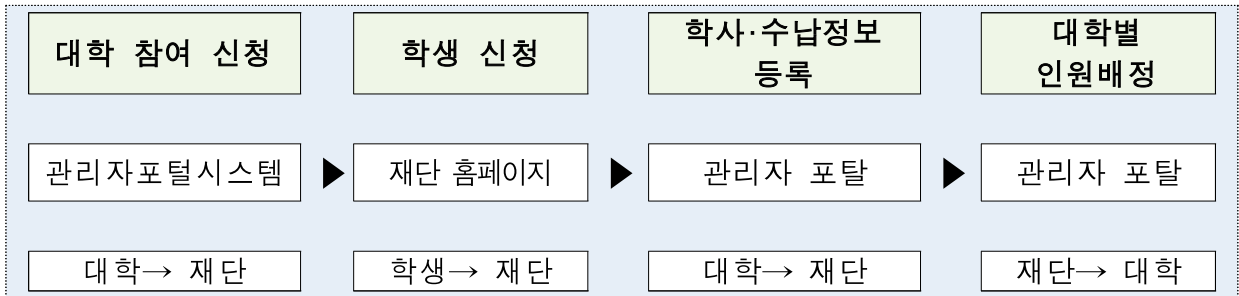 대학 참여 신청
학생 신청
학사·수납정보
등록
대학별
인원배정
관리자포털시스템
재단 홈페이지
관리자 포탈
관리자 포탈
대학→ 재단
학생→ 재단
대학→ 재단
재단→ 대학